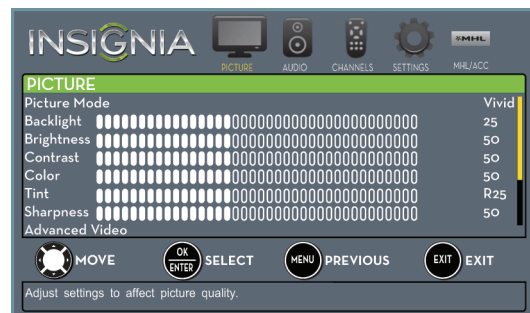 INSIGNIA
PICTURE AUDIO CHANNELS SETTINGS MHL MHL/ACC
PICTURE
Picture Mode Vivid
Backlight 25
Brightness 50
Contrast 50
Color 50
Tint R25
Sharpness 50
Advanced Video
MOVE OK ENTER SELECT MENU PREVIOUS EXIT EXIT
Adjust settings to affect picture quality.